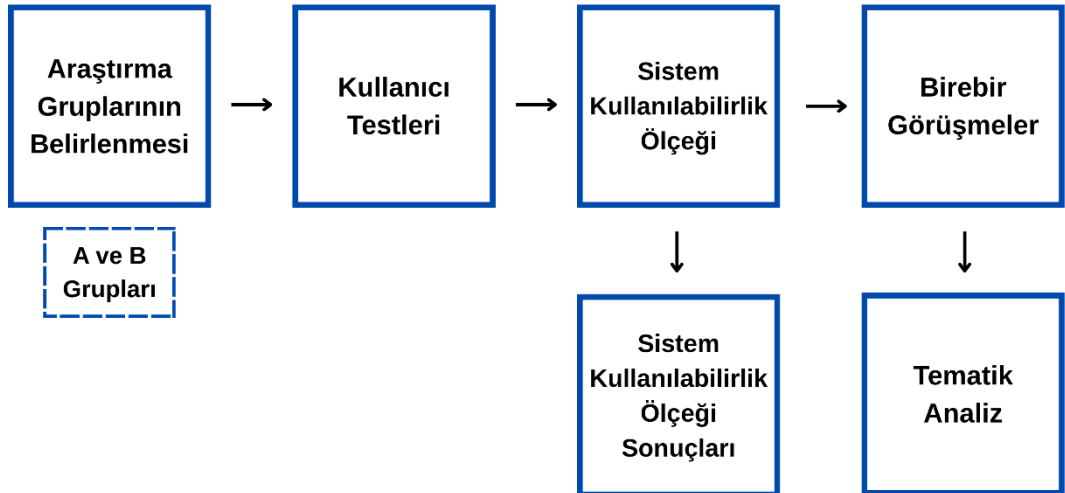 Araştırma
Gruplarının
Belirlenmesi
Kullanıcı
Testleri
Sistem
Kullanılabilirlik
Ölçeği
Birebir
Görüşmeler
A ve B
Grupları
Sistem
Kullanılabilirlik
Ölçeği
Sonuçları
Tematik
Analiz